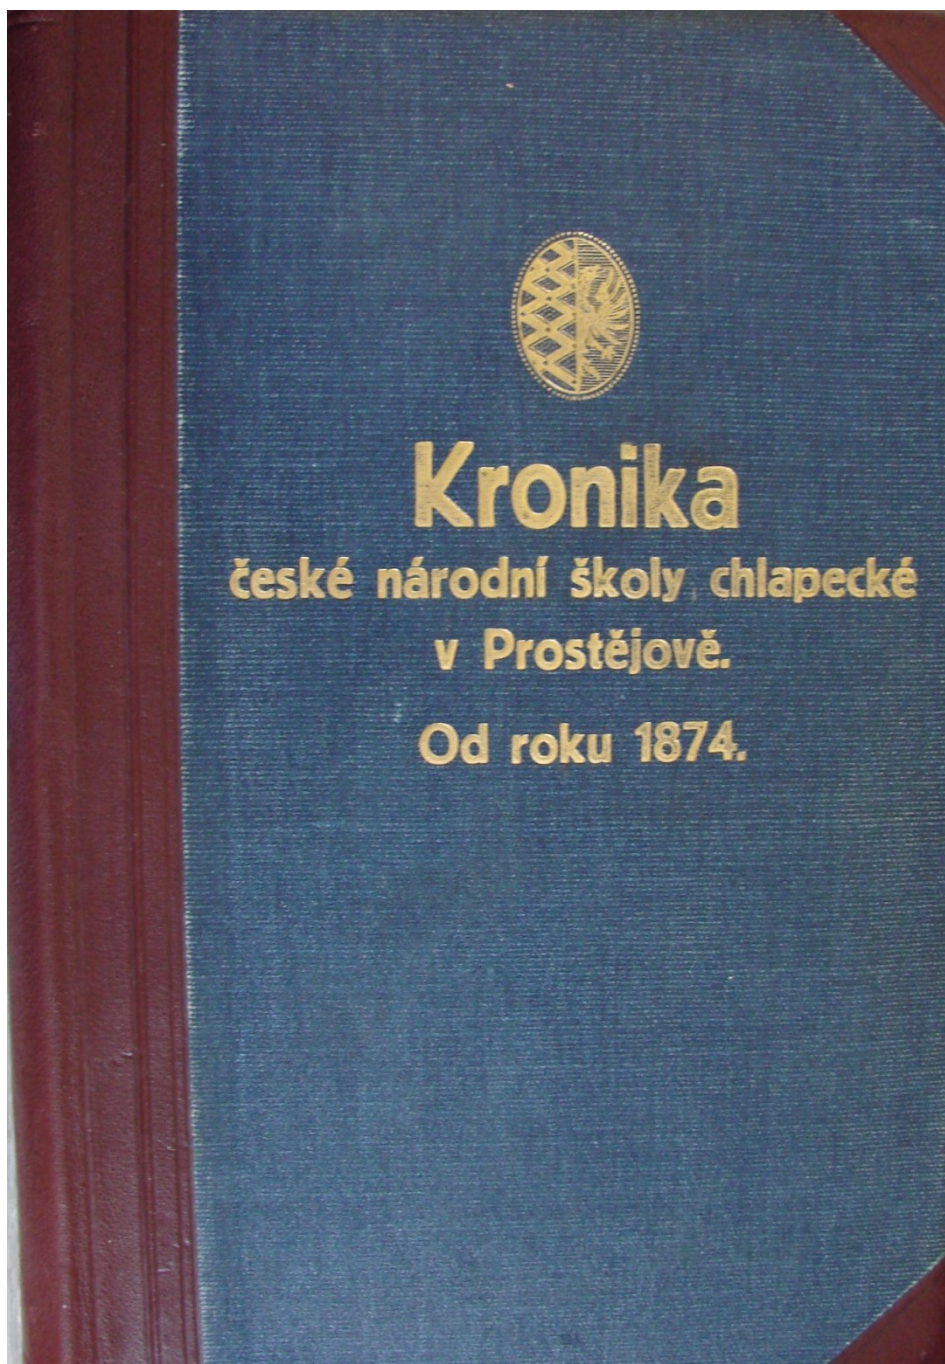 Kronika
české národní školy chlapecké
v Prostějově.
Od roku 1874.